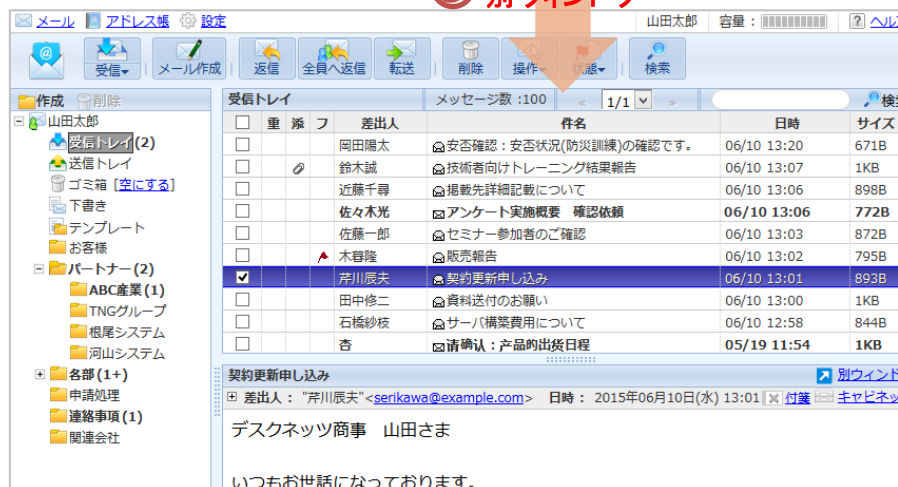 別ウィンドウ
メール アドレス帳 設定 山田太郎 容量： ? ヘル
受信 メール作成 返信 全員へ返信 転送 削除 操作 状態 検索
作成 削除
山田太郎
受信トレイ(2)
送信トレイ
ゴミ箱 [空にする]
下書き
テンプレート
お客様
パートナー(2)
ABC産業(1)
TNGグループ
根尾システム
河山システム
各部(1+)
申請処理
連絡事項(1)
関連会社
受信トレイ メッセージ数 :100 « 1/1 » 検索
重 添 フ 差出人 件名 日時 サイズ
岡田陽太 安否確認：安否状況(防災訓練)の確認です。 06/10 13:20 671B
鈴木誠 技術者向けトレーニング結果報告 06/10 13:07 1KB
近藤千尋 掲載先詳細記載について 06/10 13:06 898B
佐々木光 アンケート実施概要 確認依頼 06/10 13:06 772B
佐藤一郎 セミナー参加者のご確認 06/10 13:03 872B
木暮隆 販売報告 06/10 13:02 795B
芹川辰夫 契約更新申し込み 06/10 13:01 893B
田中修二 資料送付のお願い 06/10 13:00 1KB
石橋紗枝 サーバ構築費用について 06/10 12:58 844B
杏 请确认：产品的出货日程 05/19 11:54 1KB
契約更新申し込み 別ウィンド
差出人： "芹川辰夫"<serikawa@example.com> 日時： 2015年06月10日(水) 13:01 付箋 キャビネッ
デスクネッツ商事 山田さま
いつもお世話になっております。